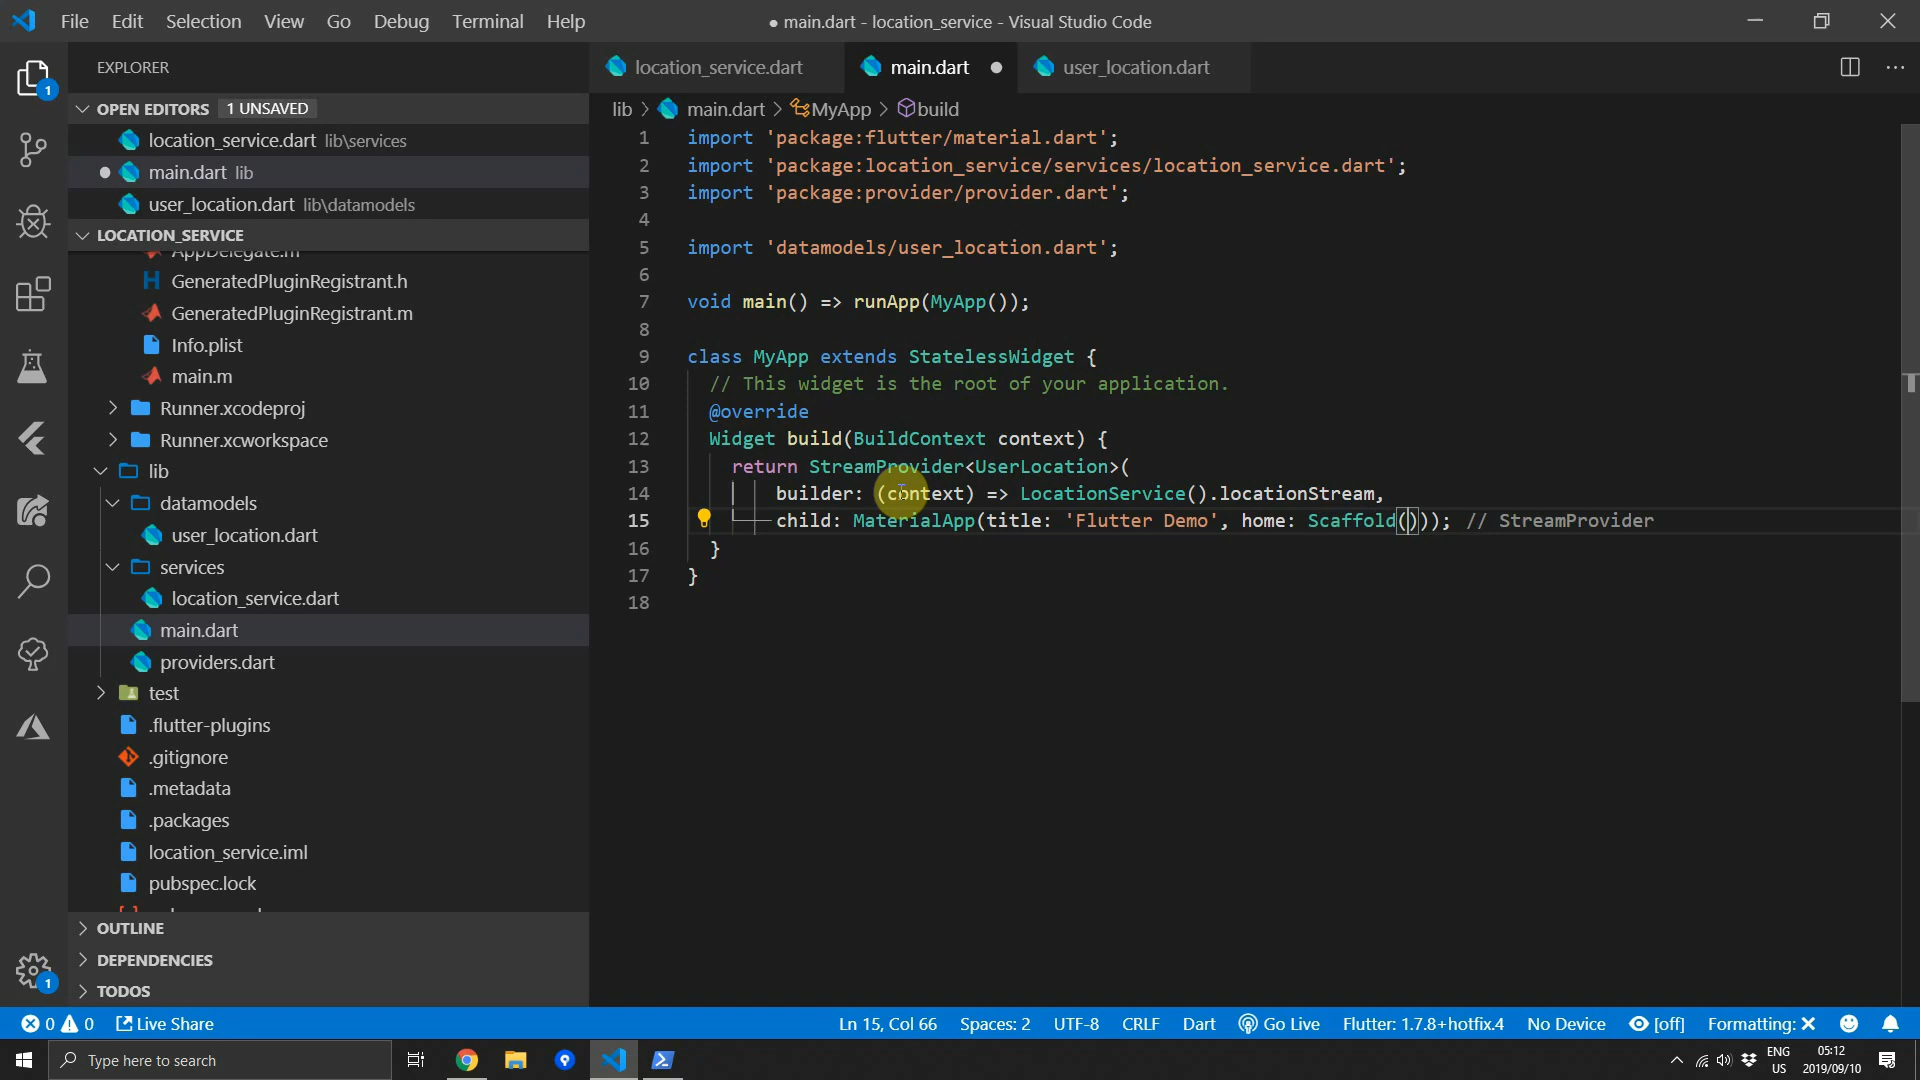 File Edit Selection View Go Debug Terminal Help
● main.dart - location_service - Visual Studio Code
EXPLORER
OPEN EDITORS 1 UNSAVED
location_service.dart lib\services
main.dart lib
user_location.dart lib\datamodels
LOCATION_SERVICE
AppDelegate.m
GeneratedPluginRegistrant.h
GeneratedPluginRegistrant.m
Info.plist
main.m
Runner.xcodeproj
Runner.xcworkspace
lib
datamodels
user_location.dart
services
location_service.dart
main.dart
providers.dart
test
.flutter-plugins
.gitignore
.metadata
.packages
location_service.iml
pubspec.lock
OUTLINE
DEPENDENCIES
TODOS
1
1
location_service.dart main.dart user_location.dart
lib > main.dart > MyApp > build
1 import 'package:flutter/material.dart';
2 import 'package:location_service/services/location_service.dart';
3 import 'package:provider/provider.dart';
4
5 import 'datamodels/user_location.dart';
6
7 void main() => runApp(MyApp());
8
9 class MyApp extends StatelessWidget {
10 // This widget is the root of your application.
11 @override
12 Widget build(BuildContext context) {
13 return StreamProvider<UserLocation>(
14 builder: (context) => LocationService().locationStream,
15 child: MaterialApp(title: 'Flutter Demo', home: Scaffold())); // StreamProvider
16 }
17 }
18
0 0 Live Share Ln 15, Col 66 Spaces: 2 UTF-8 CRLF Dart Go Live Flutter: 1.7.8+hotfix.4 No Device [off] Formatting: X
Type here to search
ENG
US
05:12
2019/09/10